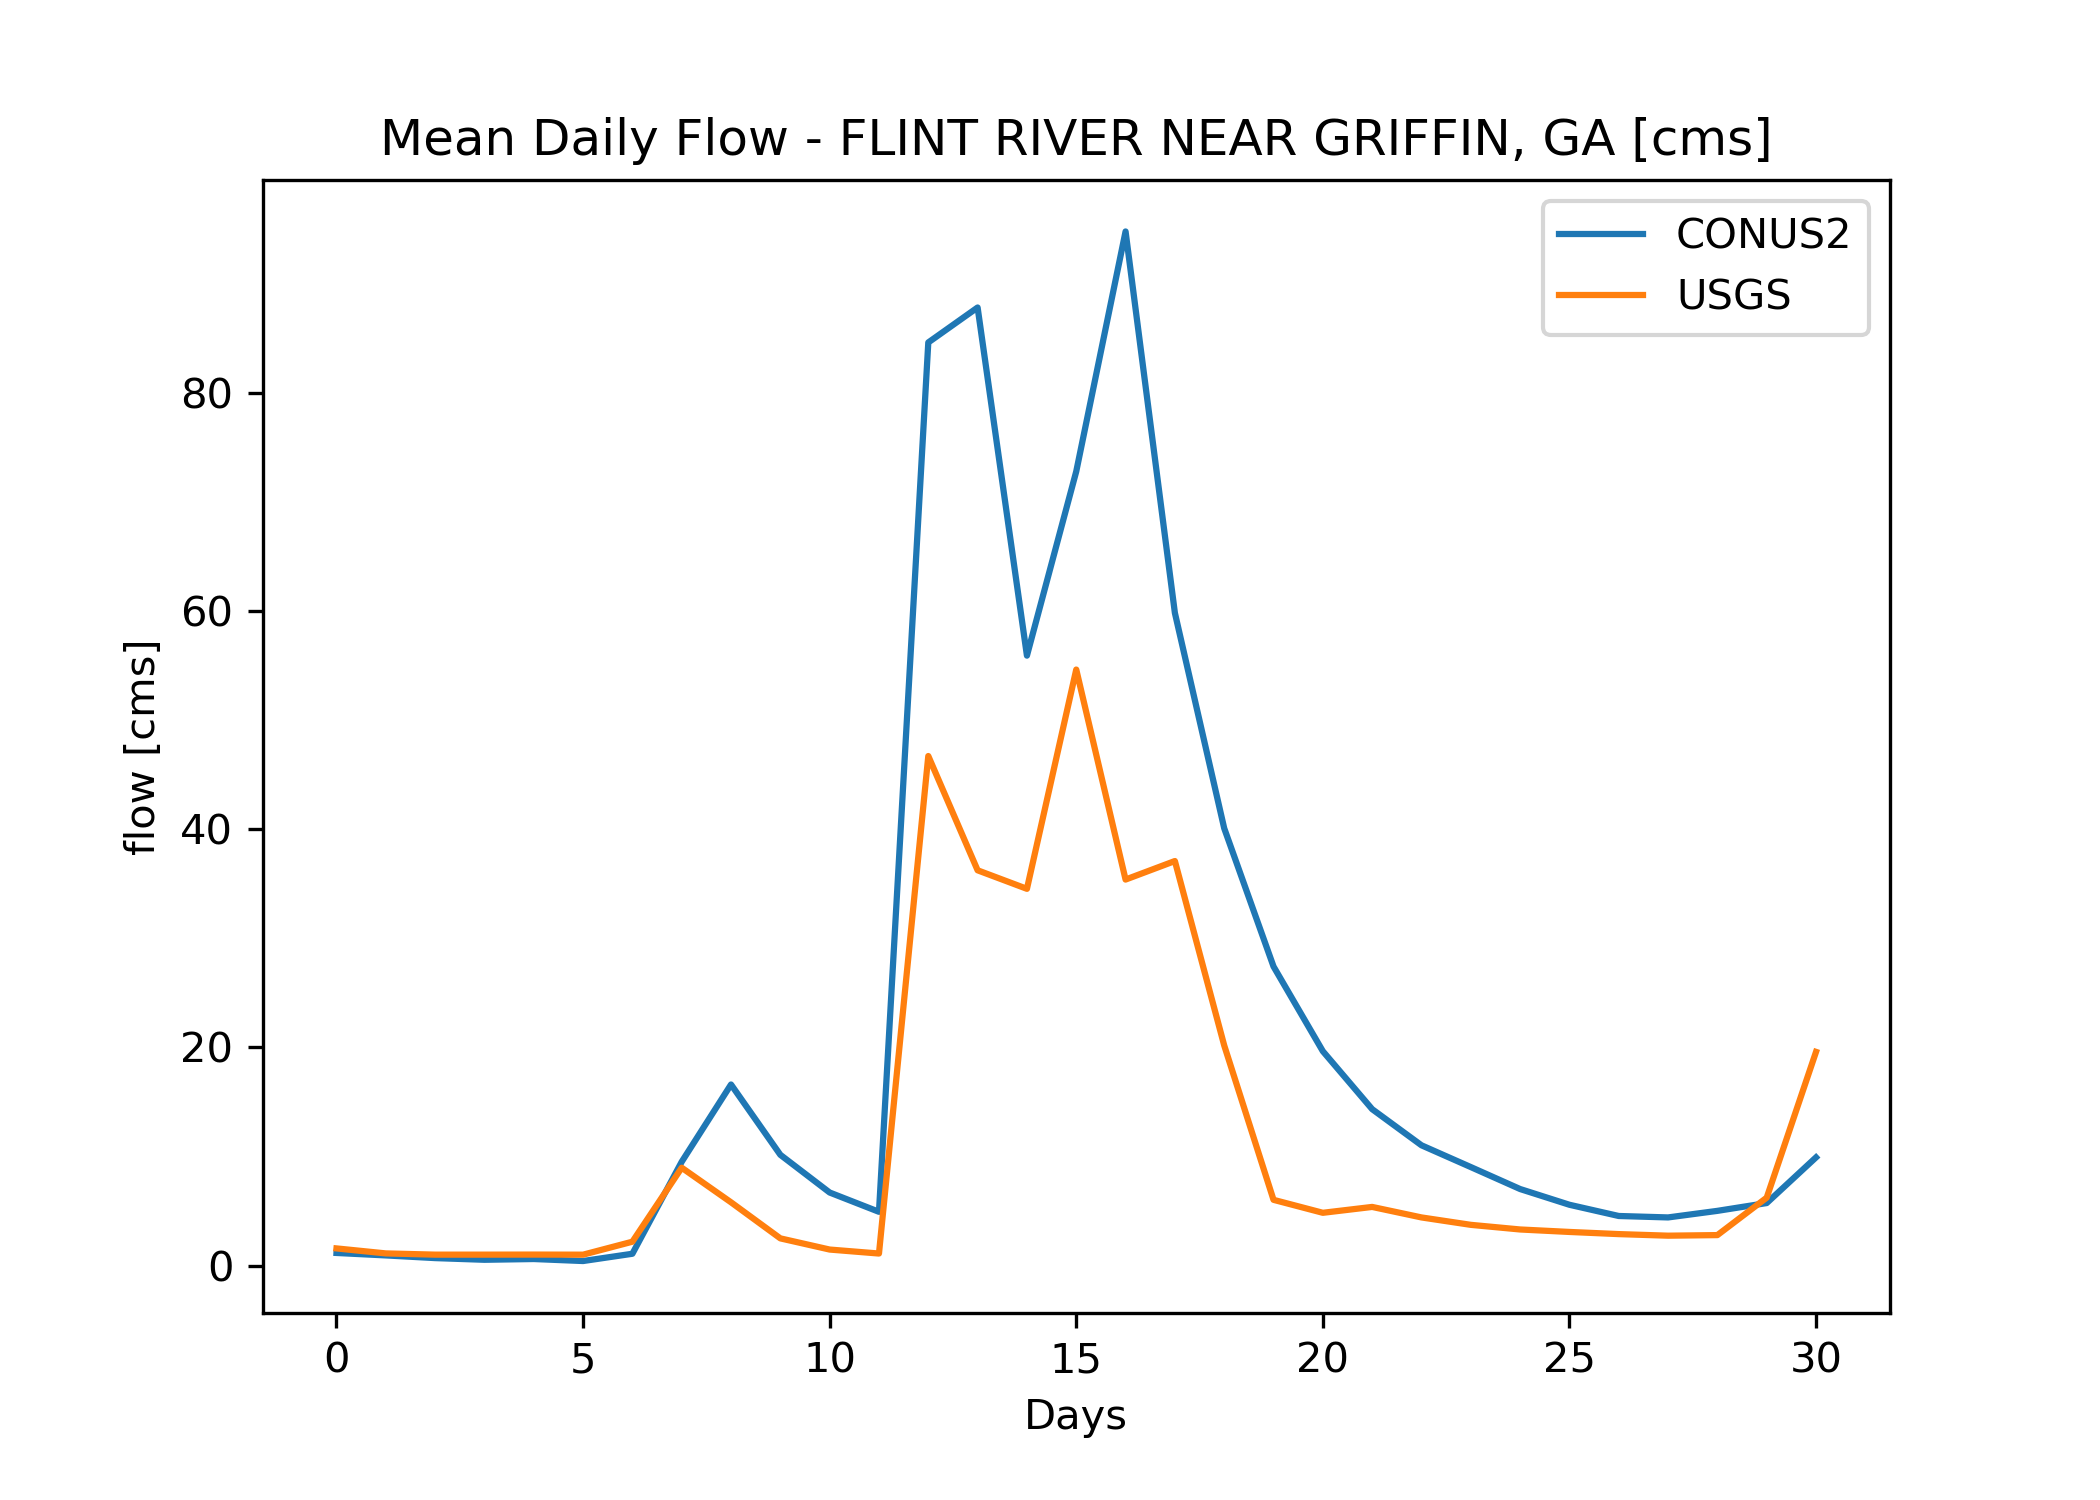 Mean Daily Flow - FLINT RIVER NEAR GRIFFIN, GA [cms]
CONUS2
USGS
80
60
40
20
0
flow [cms]
0 5 10 15 20 25 30
Days